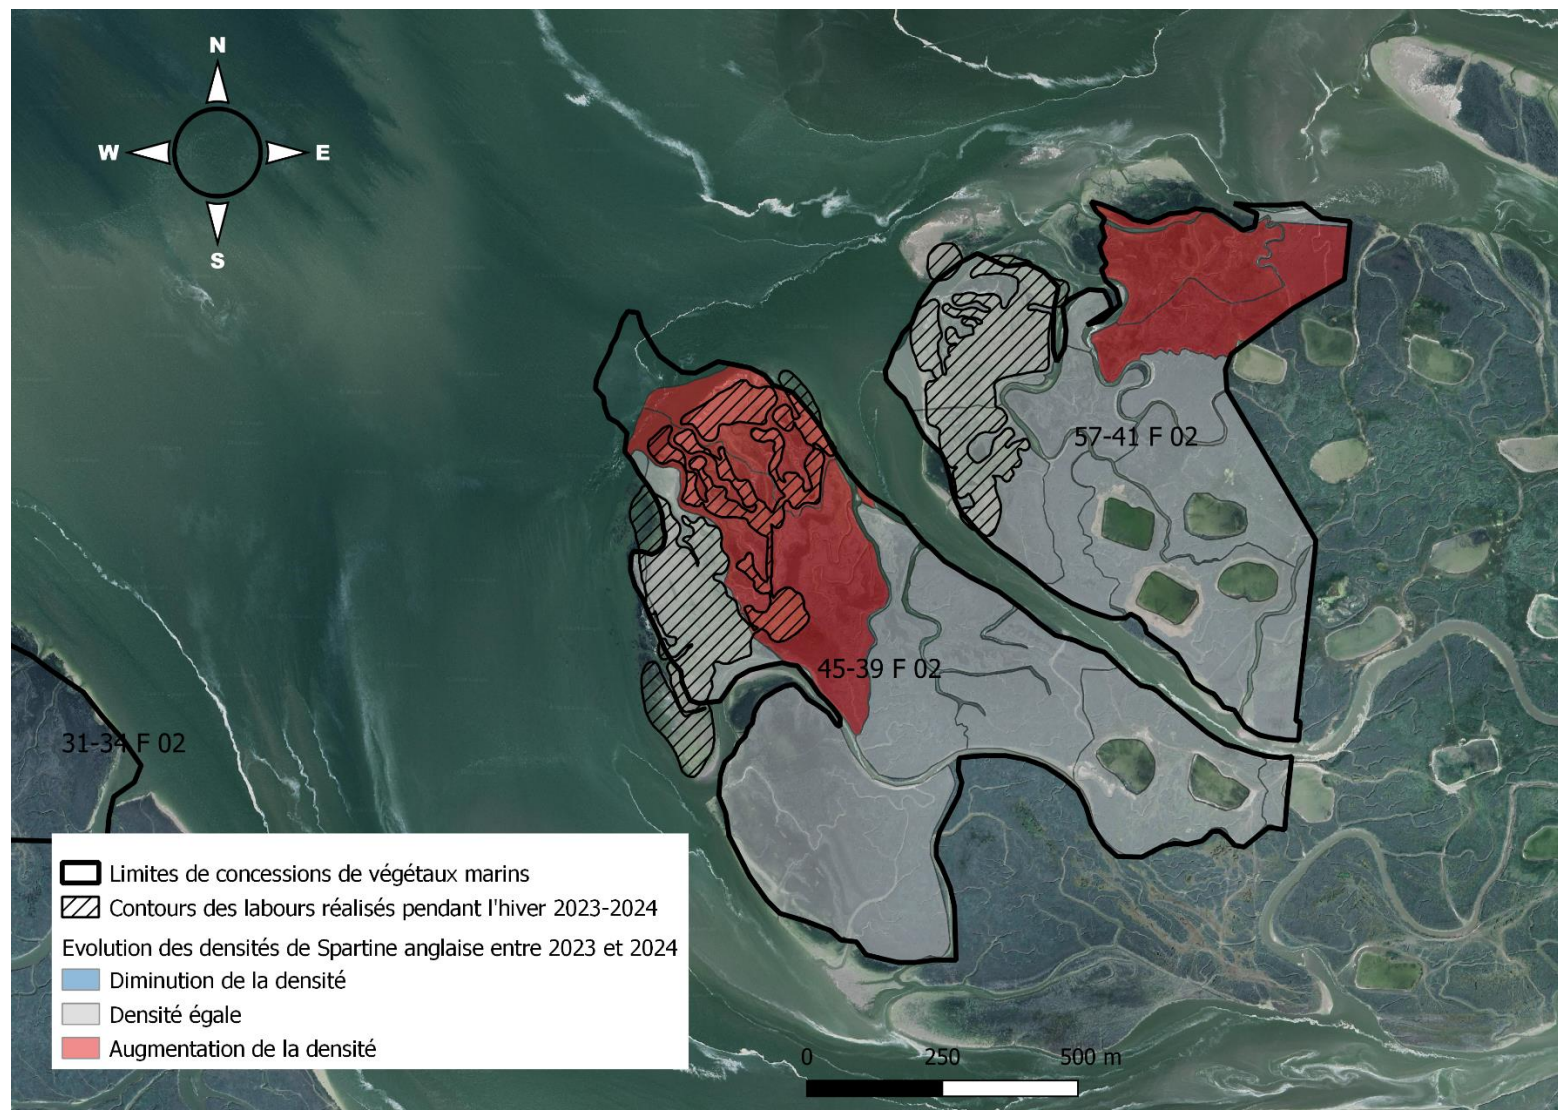 N
W
E
S
57-41 F 02
45-39 F 02
31-34 F 02
Limites de concessions de végétaux marins
Contours des labours réalisés pendant l'hiver 2023-2024
Evolution des densités de Spartine anglaise entre 2023 et 2024
Diminution de la densité
Densité égale
Augmentation de la densité
0 250 500 m